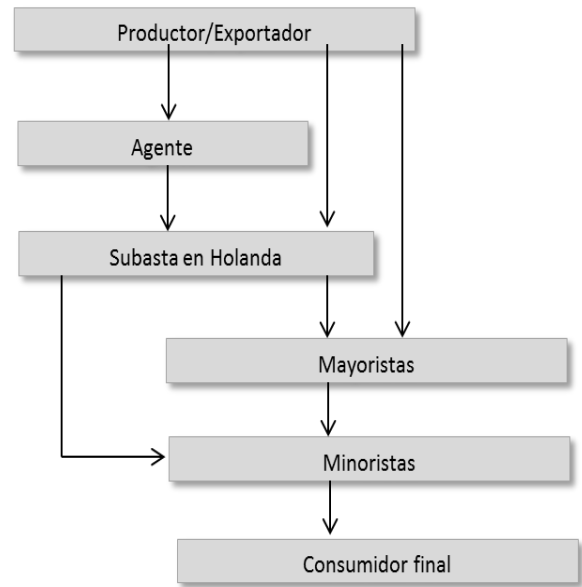 Productor/Exportador
Agente
Subasta en Holanda
Mayoristas
Minoristas
Consumidor final